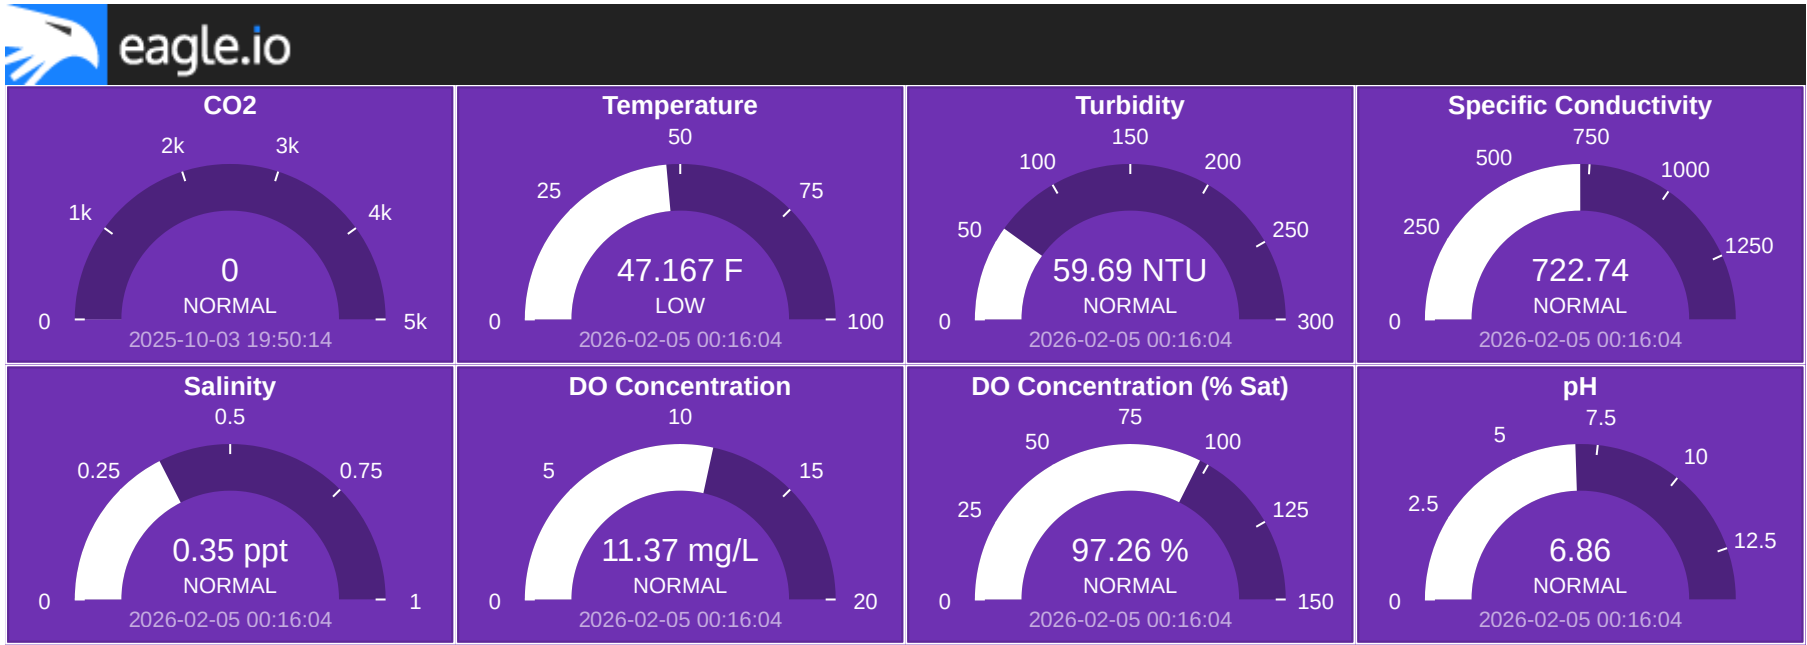 eagle.io
CO2
2k
3k
1k
4k
0
NORMAL
0
5k
2025-10-03 19:50:14
Temperature
50
25
75
47.167 F
LOW
0
100
2026-02-05 00:16:04
Turbidity
150
100
200
50
250
59.69 NTU
NORMAL
0
300
2026-02-05 00:16:04
Specific Conductivity
750
500
1000
250
1250
722.74
NORMAL
0
2026-02-05 00:16:04
Salinity
0.5
0.25
0.75
0.35 ppt
NORMAL
0
1
2026-02-05 00:16:04
DO Concentration
10
5
15
11.37 mg/L
NORMAL
0
20
2026-02-05 00:16:04
DO Concentration (% Sat)
75
50
100
25
125
97.26 %
NORMAL
0
150
2026-02-05 00:16:04
pH
7.5
5
10
2.5
12.5
6.86
NORMAL
0
2026-02-05 00:16:04